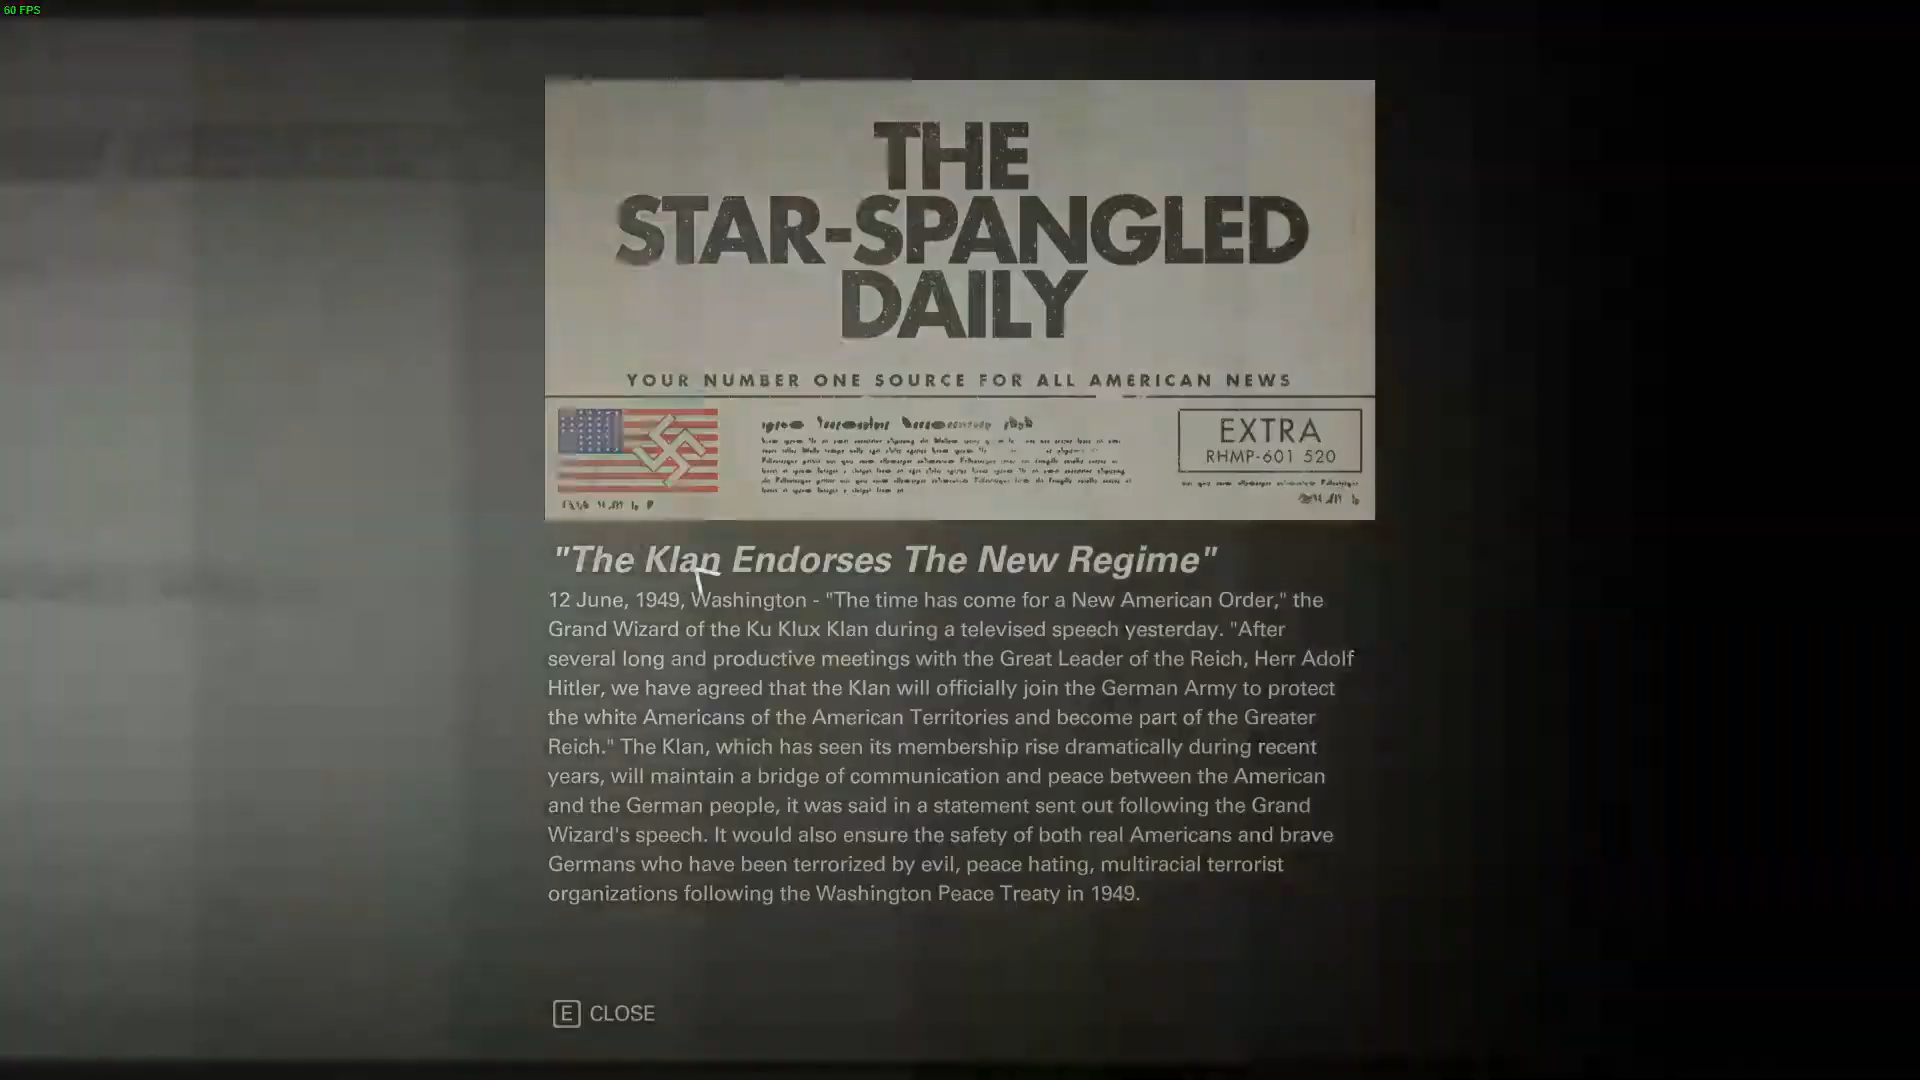 60 FPS
THE
STAR-SPANGLED
DAILY
YOUR NUMBER ONE SOURCE FOR ALL AMERICAN NEWS
EXTRA
RHMP-601 520
"The Klan Endorses The New Regime"
12 June, 1949, Washington - "The time has come for a New American Order," the
Grand Wizard of the Ku Klux Klan during a televised speech yesterday. "After
several long and productive meetings with the Great Leader of the Reich, Herr Adolf
Hitler, we have agreed that the Klan will officially join the German Army to protect
the white Americans of the American Territories and become part of the Greater
Reich." The Klan, which has seen its membership rise dramatically during recent
years, will maintain a bridge of communication and peace between the American
and the German people, it was said in a statement sent out following the Grand
Wizard's speech. It would also ensure the safety of both real Americans and brave
Germans who have been terrorized by evil, peace hating, multiracial terrorist
organizations following the Washington Peace Treaty in 1949.
E CLOSE